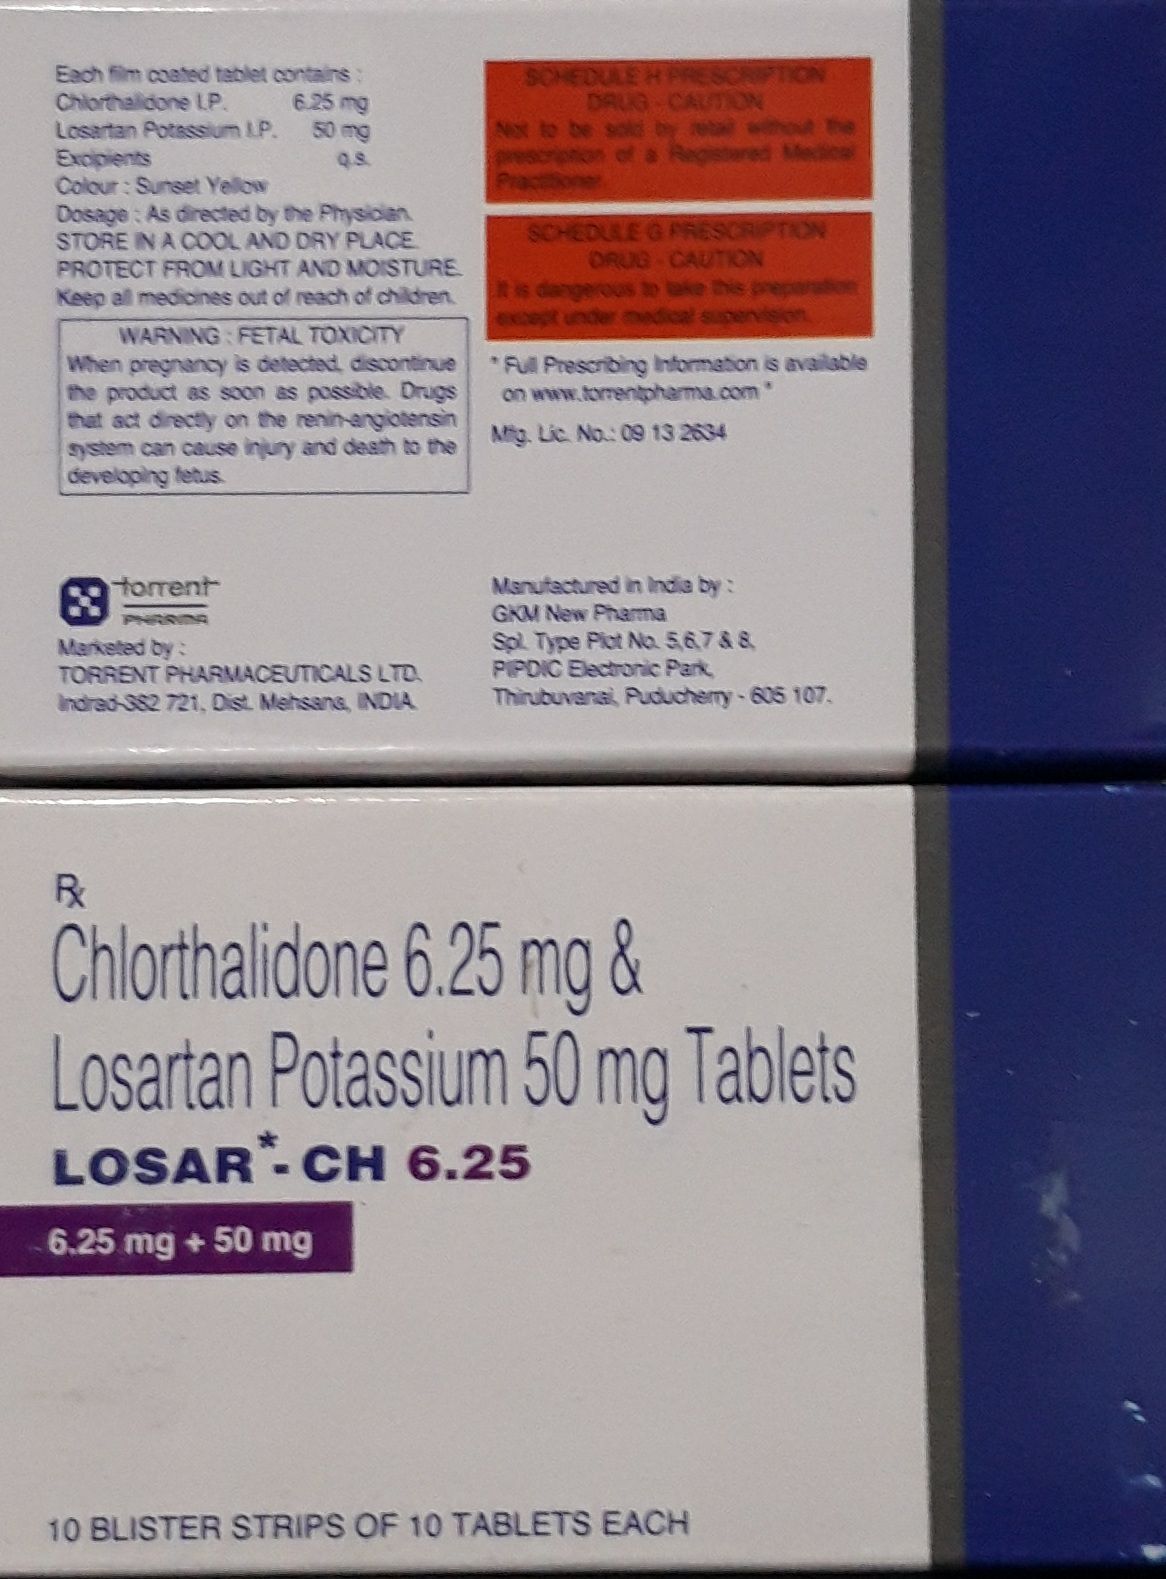 Each film coated tablet contains :
Chlorthalidone I.P. 6.25 mg
Losartan Potassium I.P. 50 mg
Excipients q.s.
Colour : Sunset Yellow
Dosage : As directed by the Physician.
STORE IN A COOL AND DRY PLACE.
PROTECT FROM LIGHT AND MOISTURE.
Keep all medicines out of reach of children.
WARNING : FETAL TOXICITY
When pregnancy is detected, discontinue
the product as soon as possible. Drugs
that act directly on the renin-angiotensin
system can cause injury and death to the
developing fetus.
SCHEDULE H PRESCRIPTION
DRUG - CAUTION
Not to be sold by retail without the
prescription of a Registered Medical
Practitioner.
SCHEDULE G PRESCRIPTION
DRUG - CAUTION
It is dangerous to take this preparation
except under medical supervision.
* Full Prescribing Information is available
on www.torrentpharma.com *
Mfg. Lic. No.: 09 13 2634
torrent
PHARMA
Marketed by :
TORRENT PHARMACEUTICALS LTD.
Indrad-382 721, Dist. Mehsana, INDIA.
Manufactured in India by :
GKM New Pharma
Spl. Type Plot No. 5,6,7 & 8,
PIPDIC Electronic Park,
Thirubuvanai, Puducherry - 605 107.
Rx
Chlorthalidone 6.25 mg &
Losartan Potassium 50 mg Tablets
LOSAR*- CH 6.25
6.25 mg + 50 mg
10 BLISTER STRIPS OF 10 TABLETS EACH